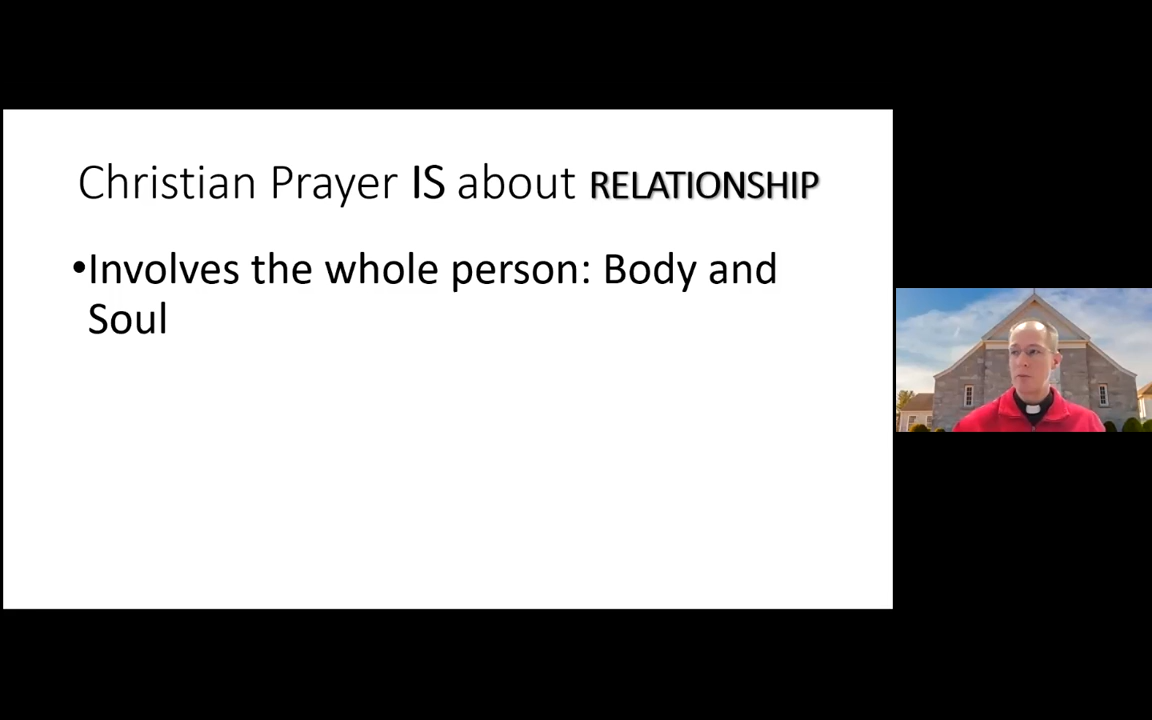 Christian Prayer IS about RELATIONSHIP
•Involves the whole person: Body and
Soul